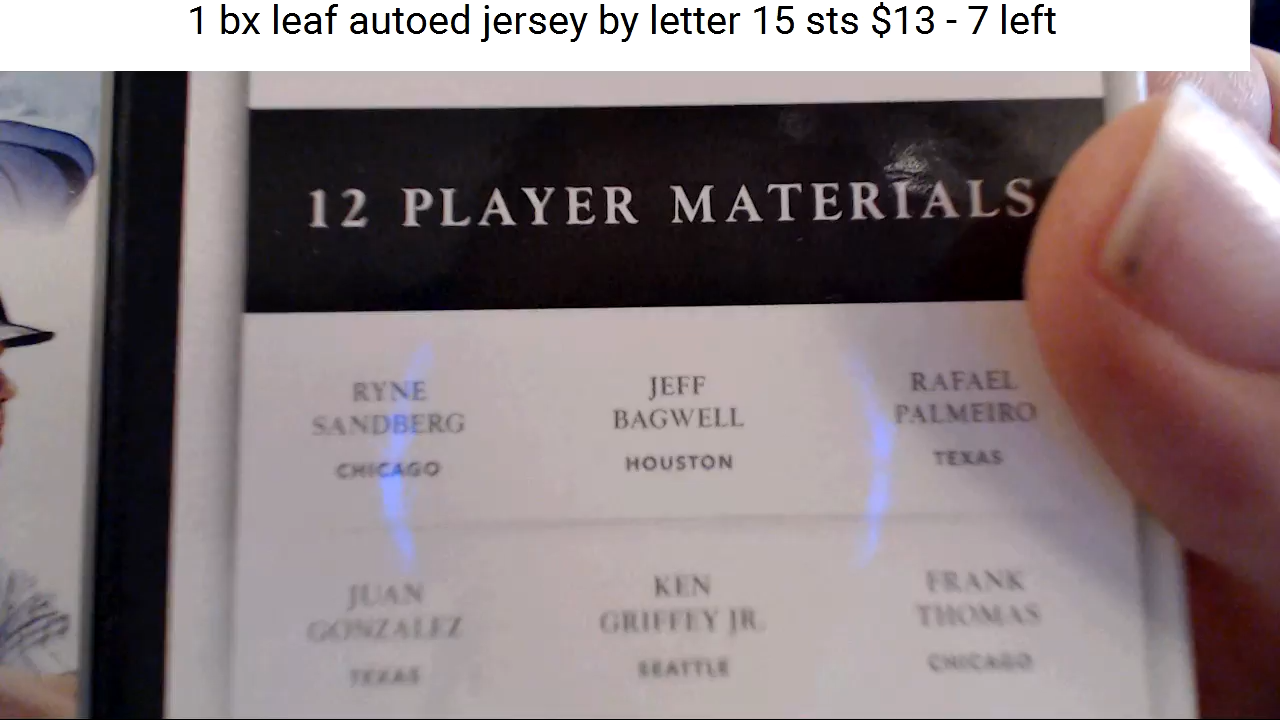 1 bx leaf autoed jersey by letter 15 sts $13 - 7 left
12 PLAYER MATERIALS
RYNE
SANDBERG
CHICAGO
JEFF
BAGWELL
HOUSTON
RAFAEL
PALMEIRO
TEXAS
JUAN
GONZALEZ
TEXAS
KEN
GRIFFEY JR.
SEATTLE
FRANK
THOMAS
CHICAGO